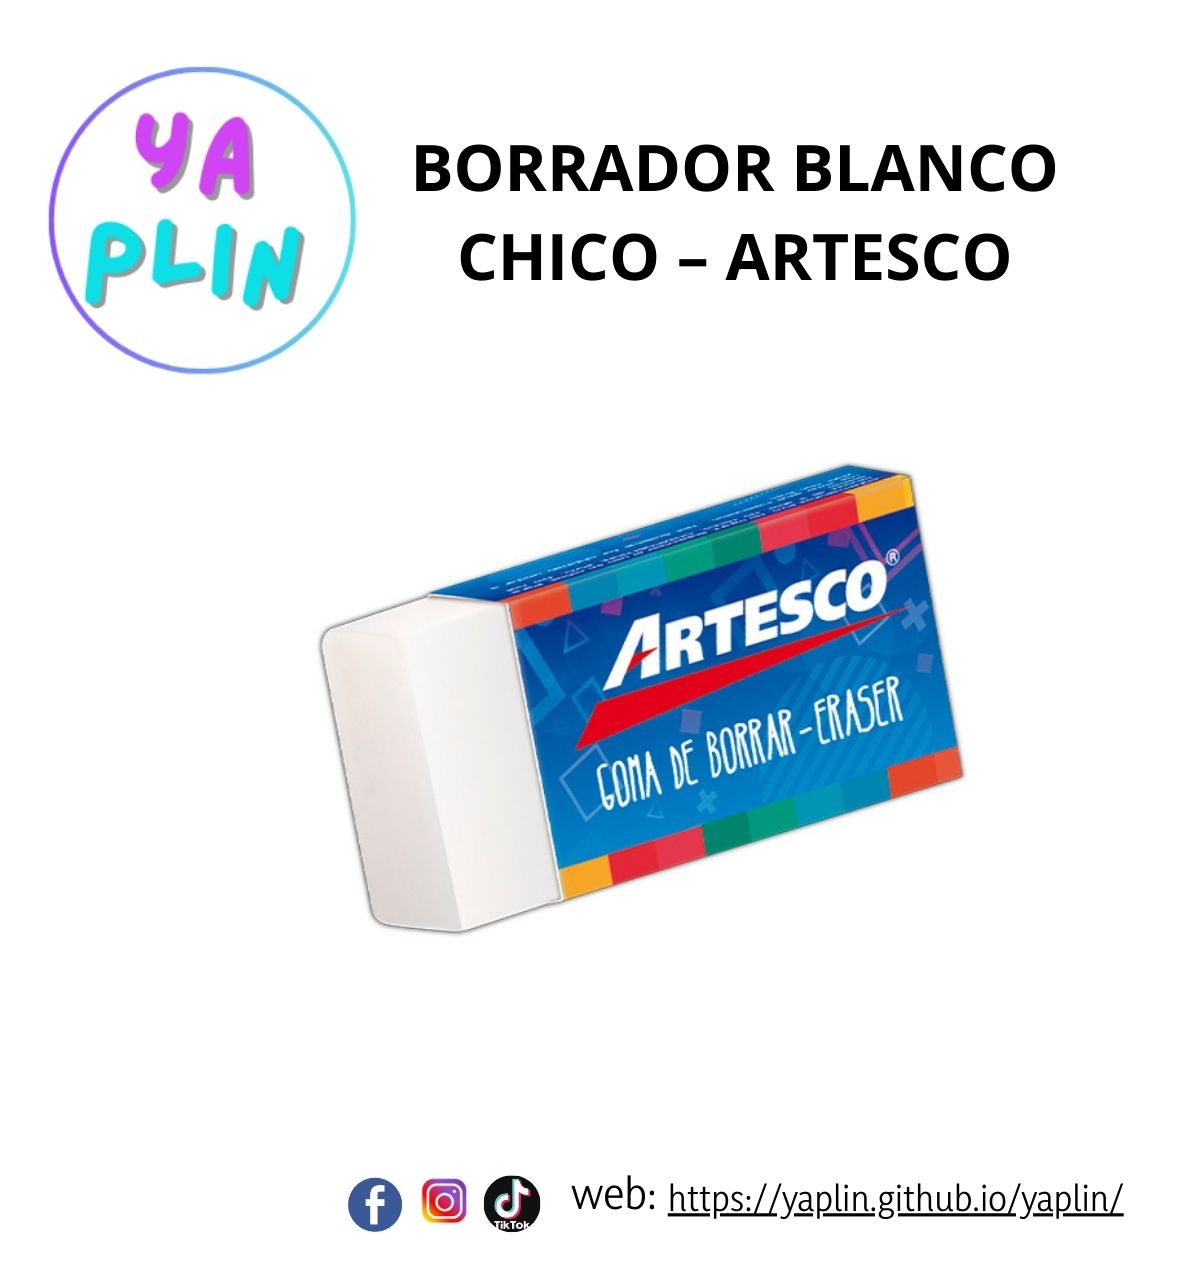 YA
PLIN
BORRADOR BLANCO
CHICO – ARTESCO
ARTESCO®
GOMA DE BORRAR - ERASER
TikTok
web: https://yaplin.github.io/yaplin/